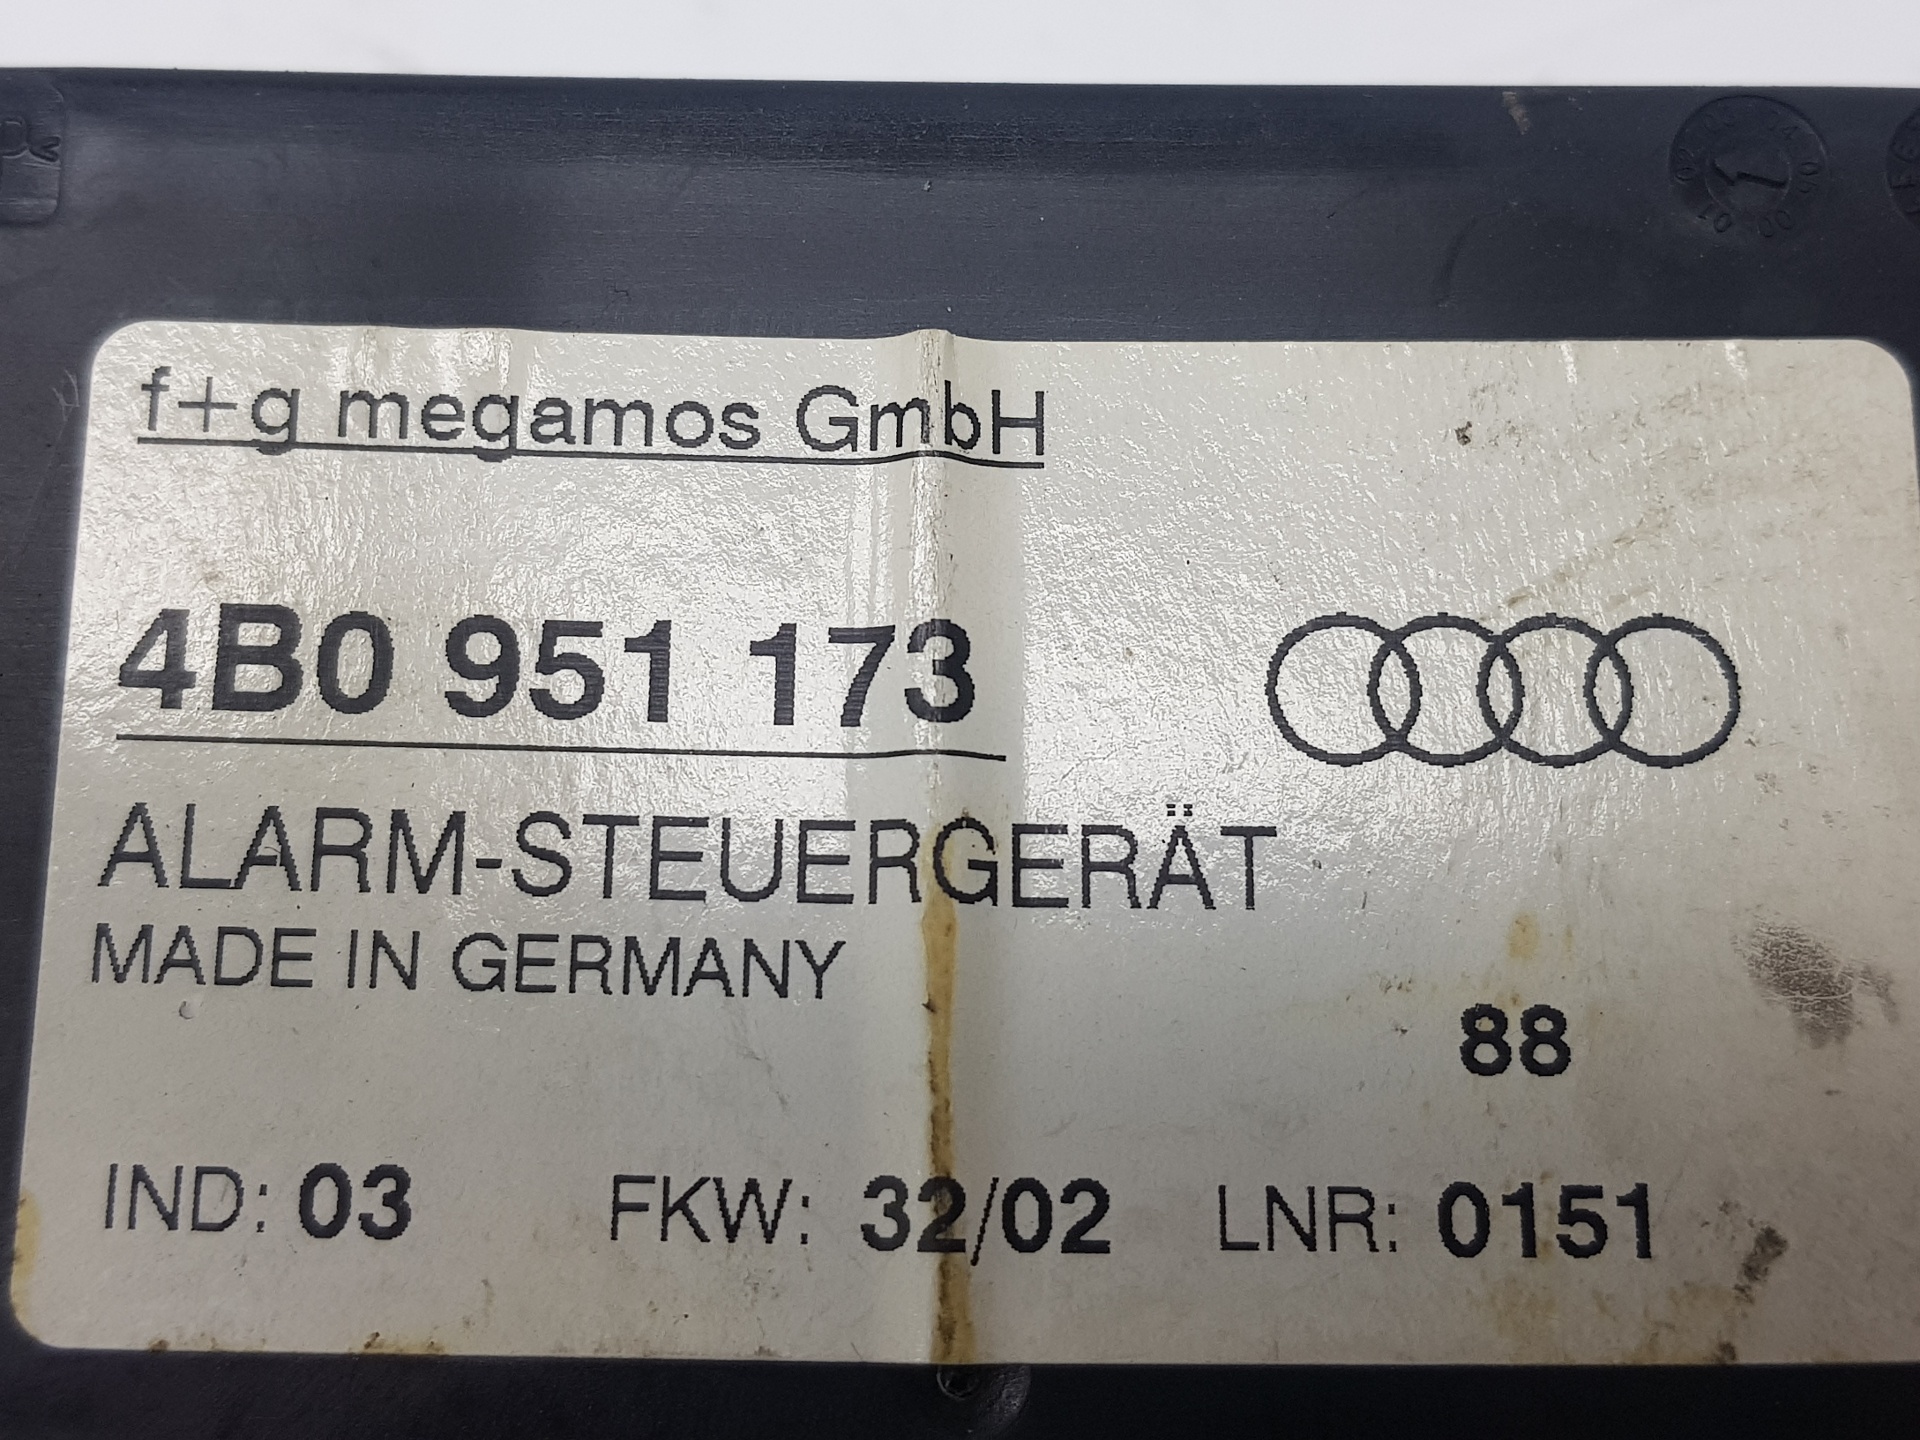 f+g megamos GmbH
4B0 951 173
ALARM-STEUERGERÄT
MADE IN GERMANY
88
IND: 03 FKW: 32/02 LNR: 0151